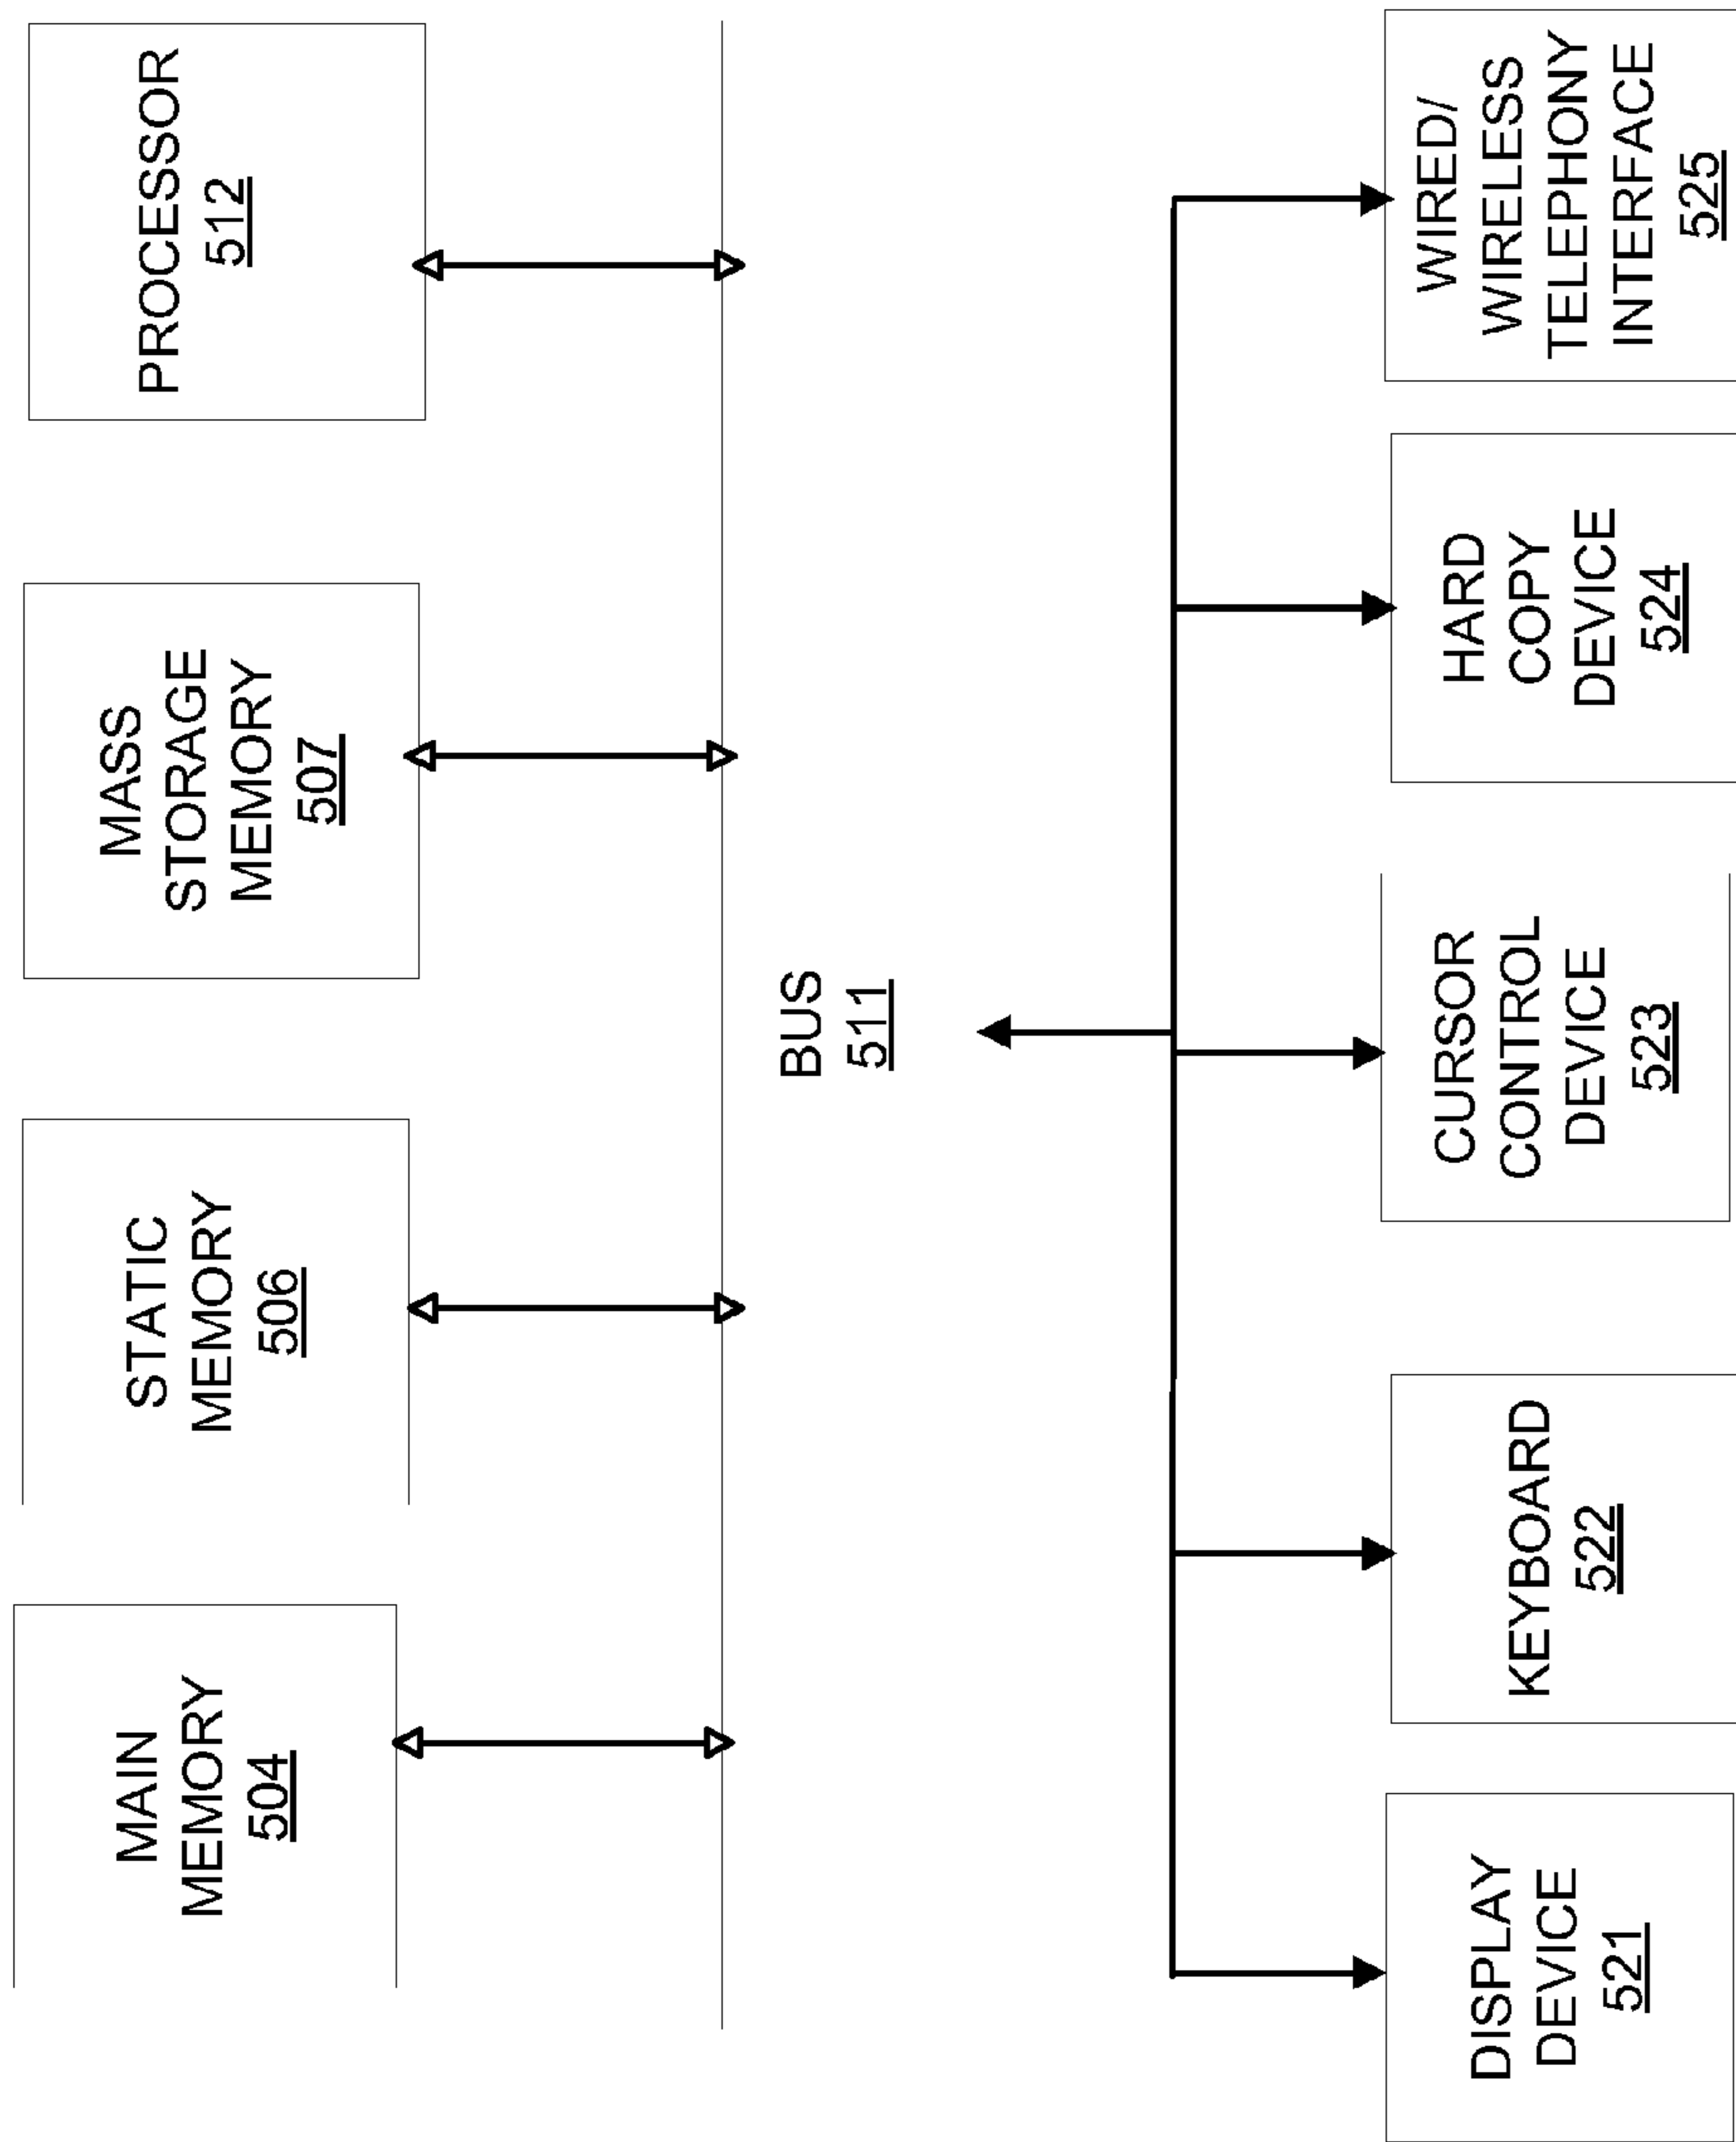 MAIN
MEMORY
504
STATIC
MEMORY
506
MASS
STORAGE
MEMORY
507
PROCESSOR
512
BUS
511
DISPLAY
DEVICE
521
KEYBOARD
522
CURSOR
CONTROL
DEVICE
523
HARD
COPY
DEVICE
524
WIRED/
WIRELESS
TELEPHONY
INTERFACE
525